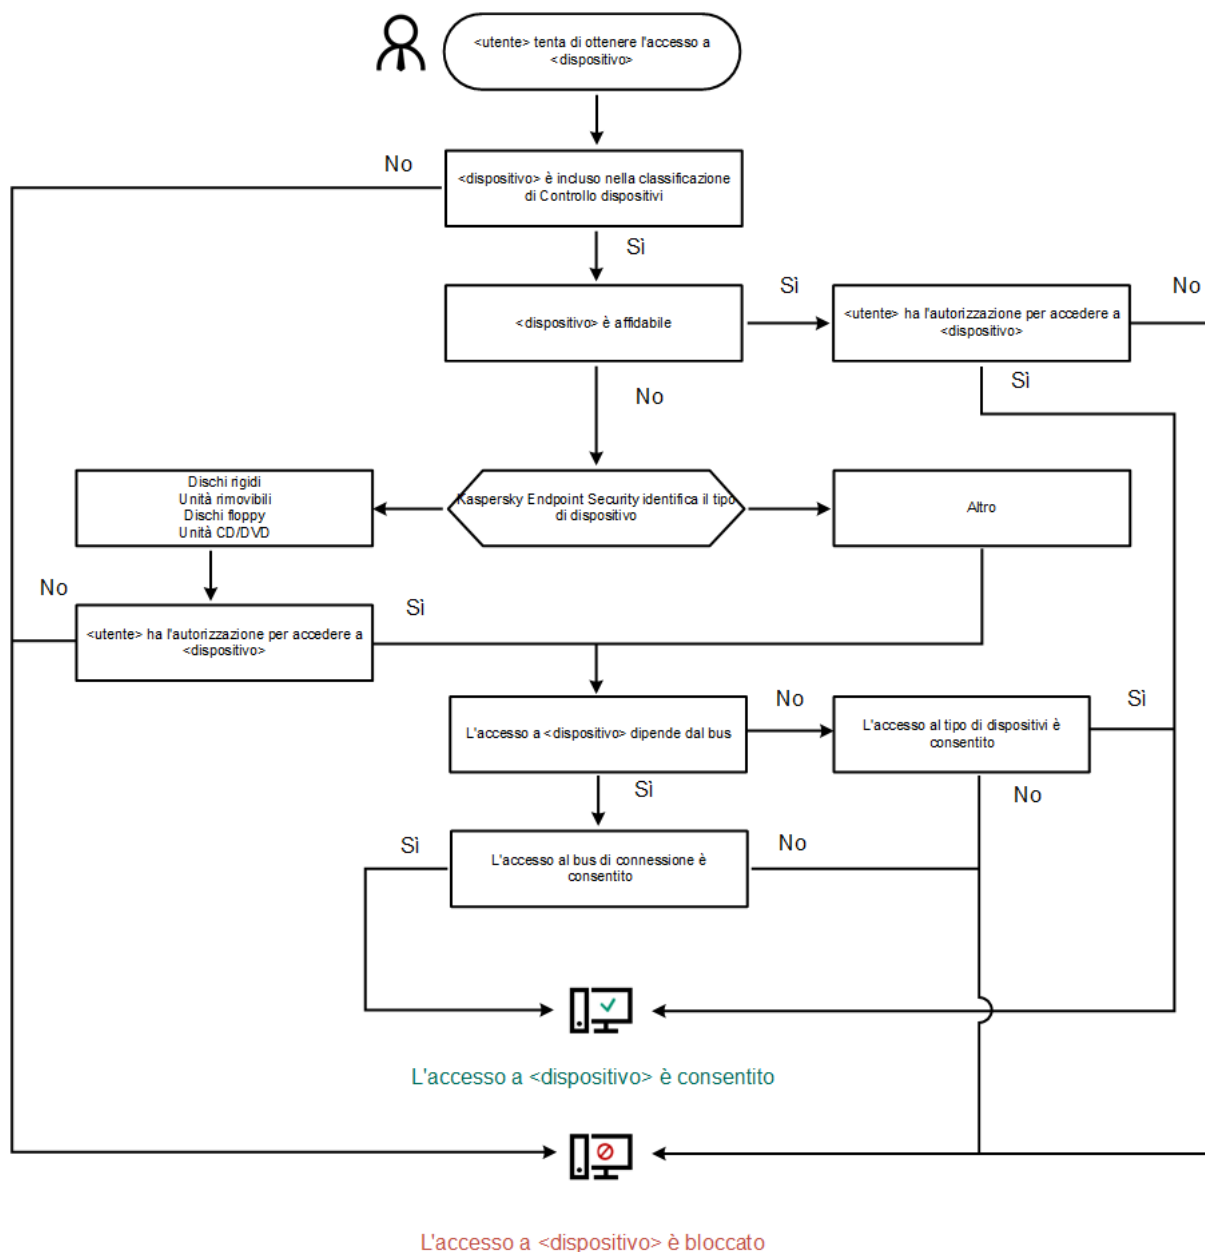 <utente> tenta di ottenere l'accesso a
<dispositivo>
No
<dispositivo> è incluso nella classificazione
di Controllo dispositivi
Sì
<dispositivo> è affidabile
Sì
<utente> ha l'autorizzazione per accedere a
<dispositivo>
No
Sì
No
Dischi rigidi
Unità rimovibili
Dischi floppy
Unità CD/DVD
Kaspersky Endpoint Security identifica il tipo
di dispositivo
Altro
No
<utente> ha l'autorizzazione per accedere a
<dispositivo>
Sì
L'accesso a <dispositivo> dipende dal bus
No
L'accesso al tipo di dispositivi è
consentito
Sì
Sì
No
Sì
L'accesso al bus di connessione è
consentito
No
L'accesso a <dispositivo> è consentito
L'accesso a <dispositivo> è bloccato